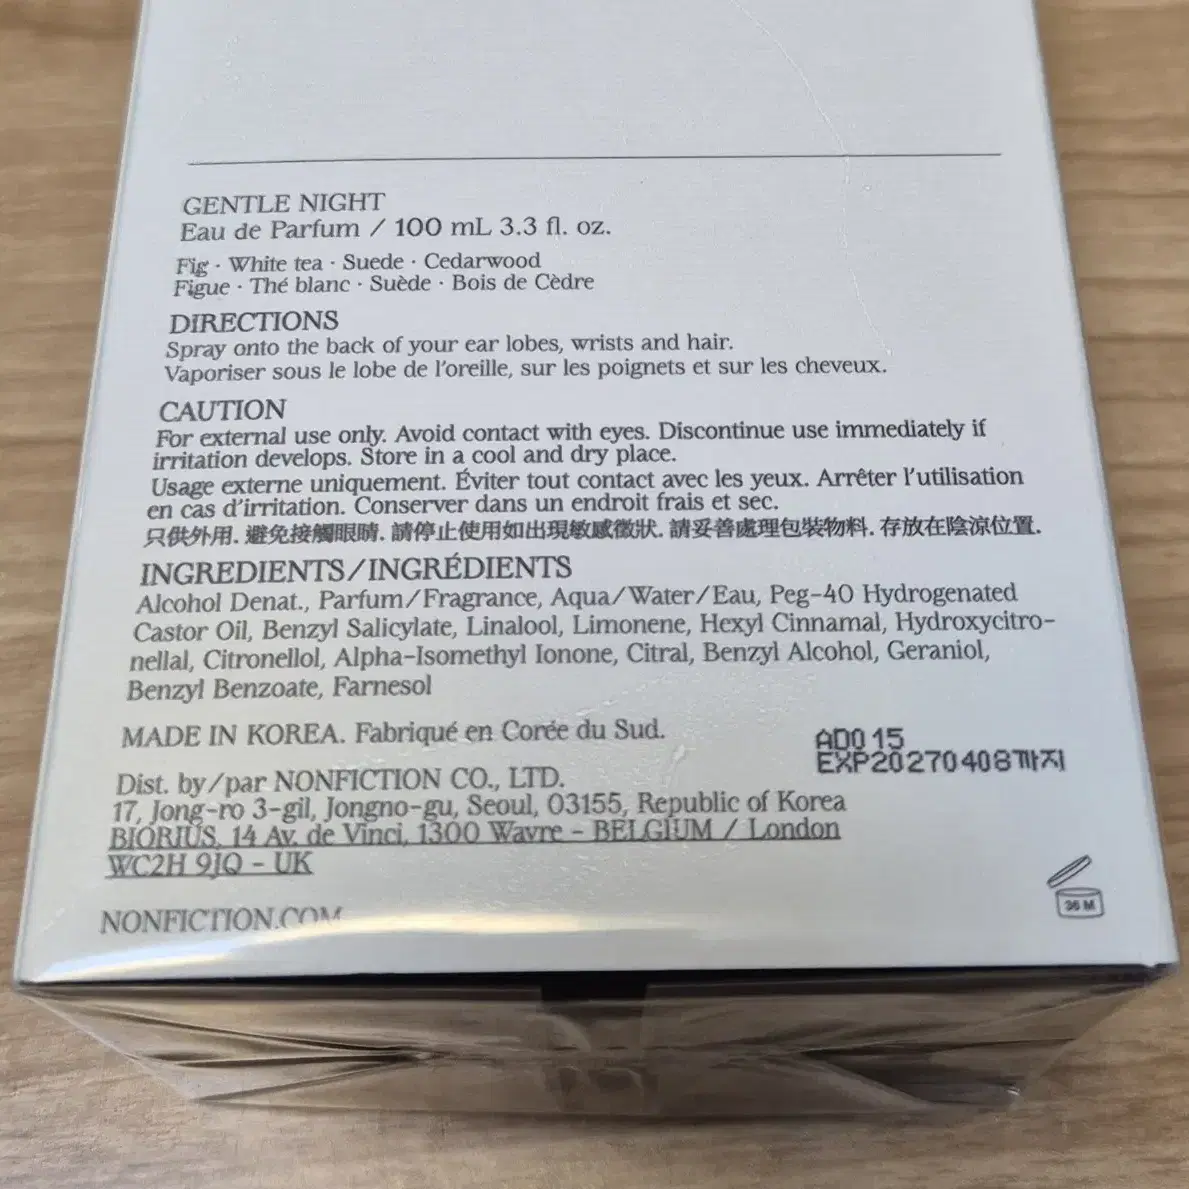 GENTLE NIGHT
Eau de Parfum / 100 mL 3.3 fl. oz.
Fig · White tea · Suede · Cedarwood
Figue · Thé blanc · Suède · Bois de Cèdre
DIRECTIONS
Spray onto the back of your ear lobes, wrists and hair.
Vaporiser sous le lobe de l'oreille, sur les poignets et sur les cheveux.
CAUTION
For external use only. Avoid contact with eyes. Discontinue use immediately if
irritation develops. Store in a cool and dry place.
Usage externe uniquement. Éviter tout contact avec les yeux. Arrêter l'utilisation
en cas d'irritation. Conserver dans un endroit frais et sec.
只供外用. 避免接觸眼睛. 請停止使用如出現敏感徵狀. 請妥善處理包裝物料. 存放在陰涼位置.
INGREDIENTS/INGRÉDIENTS
Alcohol Denat., Parfum/Fragrance, Aqua/Water/Eau, Peg-40 Hydrogenated
Castor Oil, Benzyl Salicylate, Linalool, Limonene, Hexyl Cinnamal, Hydroxycitro-
nellal, Citronellol, Alpha-Isomethyl Ionone, Citral, Benzyl Alcohol, Geraniol,
Benzyl Benzoate, Farnesol
MADE IN KOREA. Fabriqué en Corée du Sud.
ADO15
EXP20270408까지
Dist. by/par NONFICTION CO., LTD.
17, Jong-ro 3-gil, Jongno-gu, Seoul, 03155, Republic of Korea
BIORIUS, 14 Av. de Vinci, 1300 Wavre - BELGIUM / London
WC2H 9JQ - UK
36 M
NONFICTION.COM